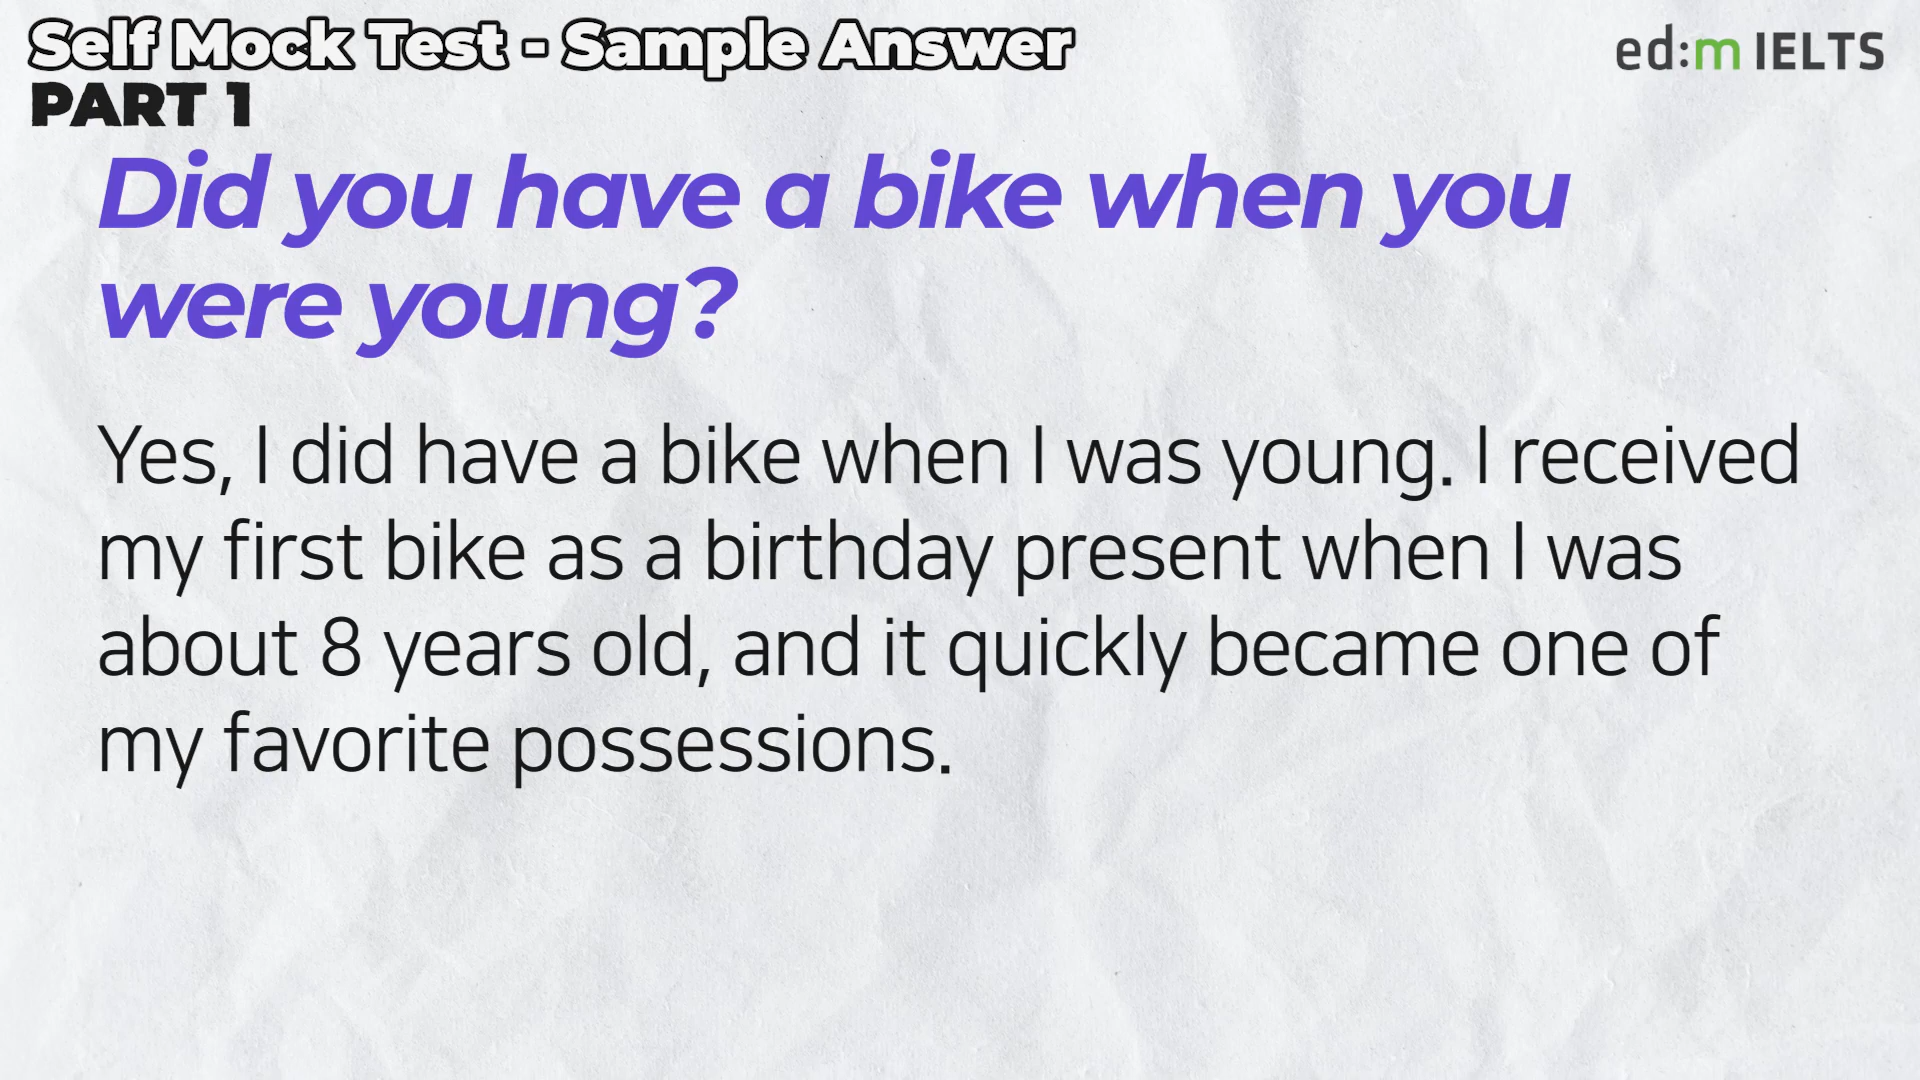 Self Mock Test - Sample Answer
ed:m IELTS
PART 1
Did you have a bike when you
were young?
Yes, I did have a bike when I was young. I received
my first bike as a birthday present when I was
about 8 years old, and it quickly became one of
my favorite possessions.